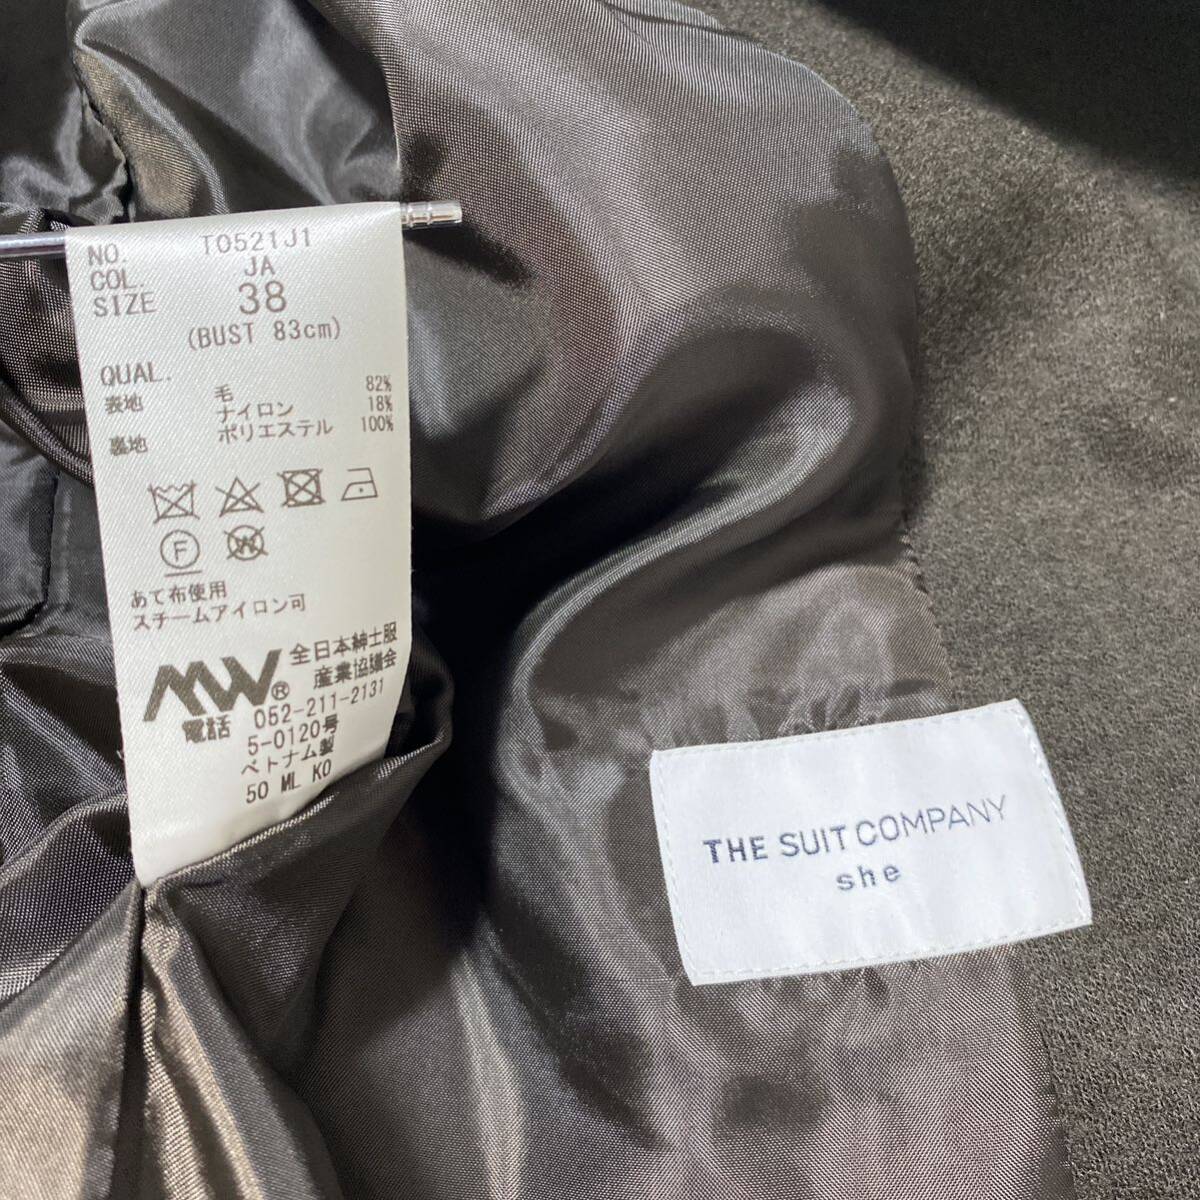 NO. T0521J1
COL. JA
SIZE 38
(BUST 83cm)
QUAL.
表地 毛 82%
ナイロン 18%
裏地 ポリエステル 100%
F
W
あて布使用
スチームアイロン可
MW® 全日本紳士服
産業協議会
電話 052-211-2131
5-0120号
ベトナム製
50 ML KO
THE SUIT COMPANY
she